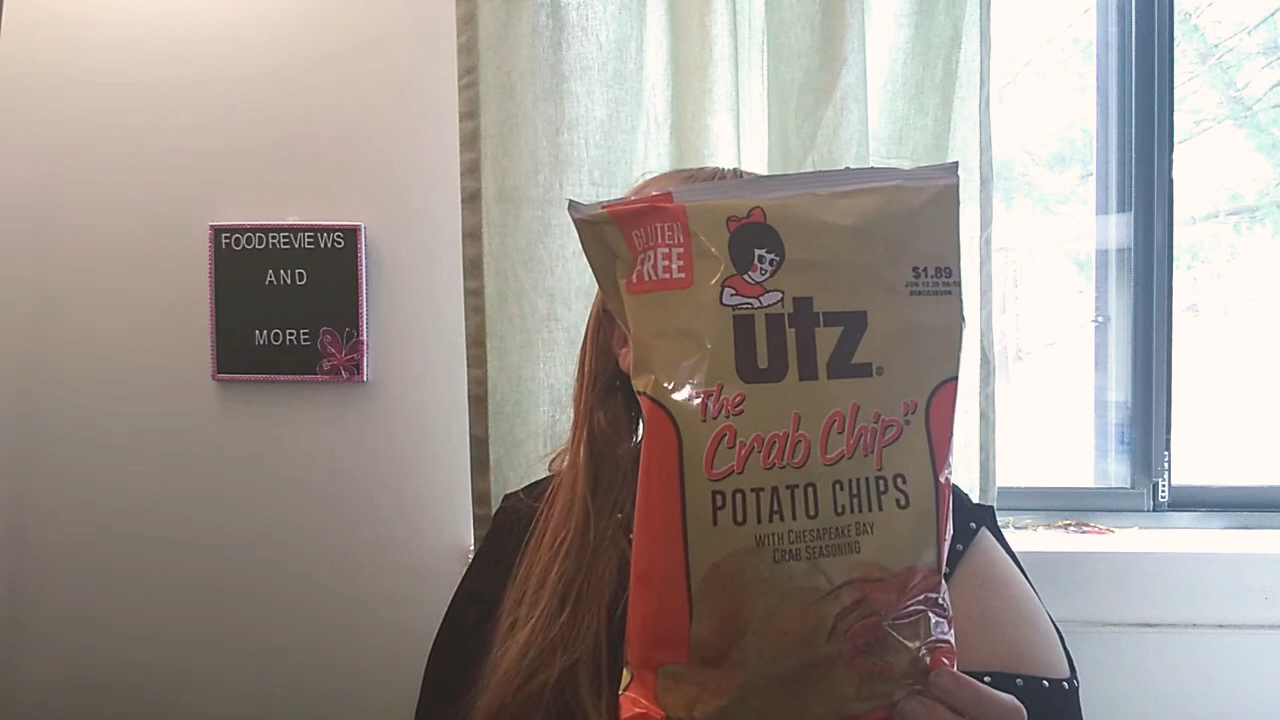 FOOD REVIEWS
AND
MORE
GLUTEN
FREE
$1.89
utz®
"The
Crab Chip"
POTATO CHIPS
WITH CHESAPEAKE BAY
CRAB SEASONING